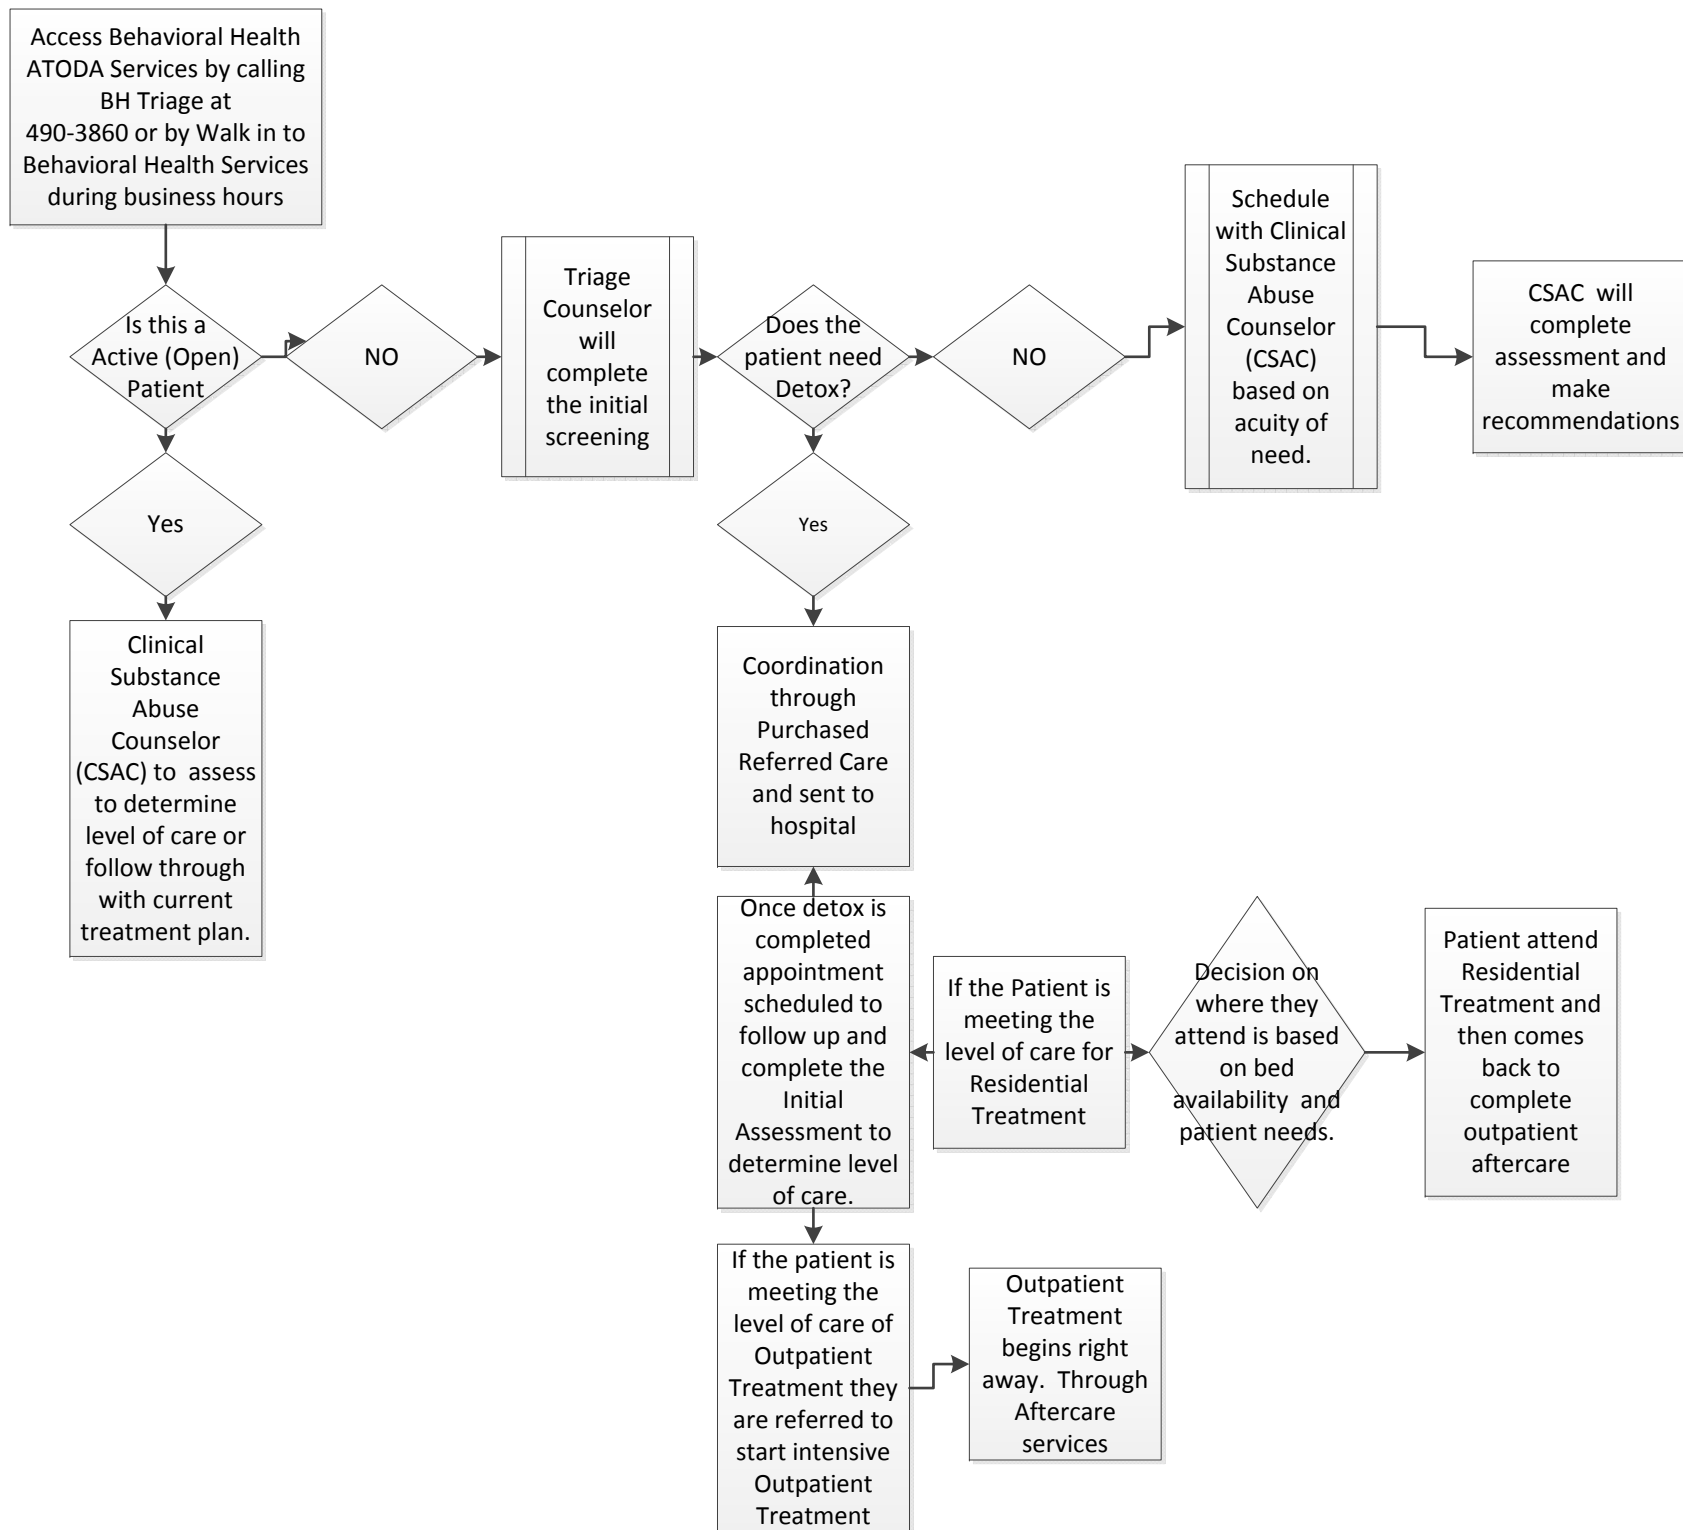 Access Behavioral Health
ATODA Services by calling
BH Triage at
490-3860 or by Walk in to
Behavioral Health Services
during business hours
Is this a
Active (Open)
Patient
NO
Triage
Counselor
will
complete
the initial
screening
Does the
patient need
Detox?
NO
Schedule
with Clinical
Substance
Abuse
Counselor
(CSAC)
based on
acuity of
need.
CSAC will
complete
assessment and
make
recommendations
Yes
Yes
Clinical
Substance
Abuse
Counselor
(CSAC) to assess
to determine
level of care or
follow through
with current
treatment plan.
Coordination
through
Purchased
Referred Care
and sent to
hospital
Once detox is
completed
appointment
scheduled to
follow up and
complete the
Initial
Assessment to
determine level
of care.
If the Patient is
meeting the
level of care for
Residential
Treatment
Decision on
where they
attend is based
on bed
availability and
patient needs.
Patient attend
Residential
Treatment and
then comes
back to
complete
outpatient
aftercare
If the patient is
meeting the
level of care of
Outpatient
Treatment they
are referred to
start intensive
Outpatient
Treatment
Outpatient
Treatment
begins right
away. Through
Aftercare
services